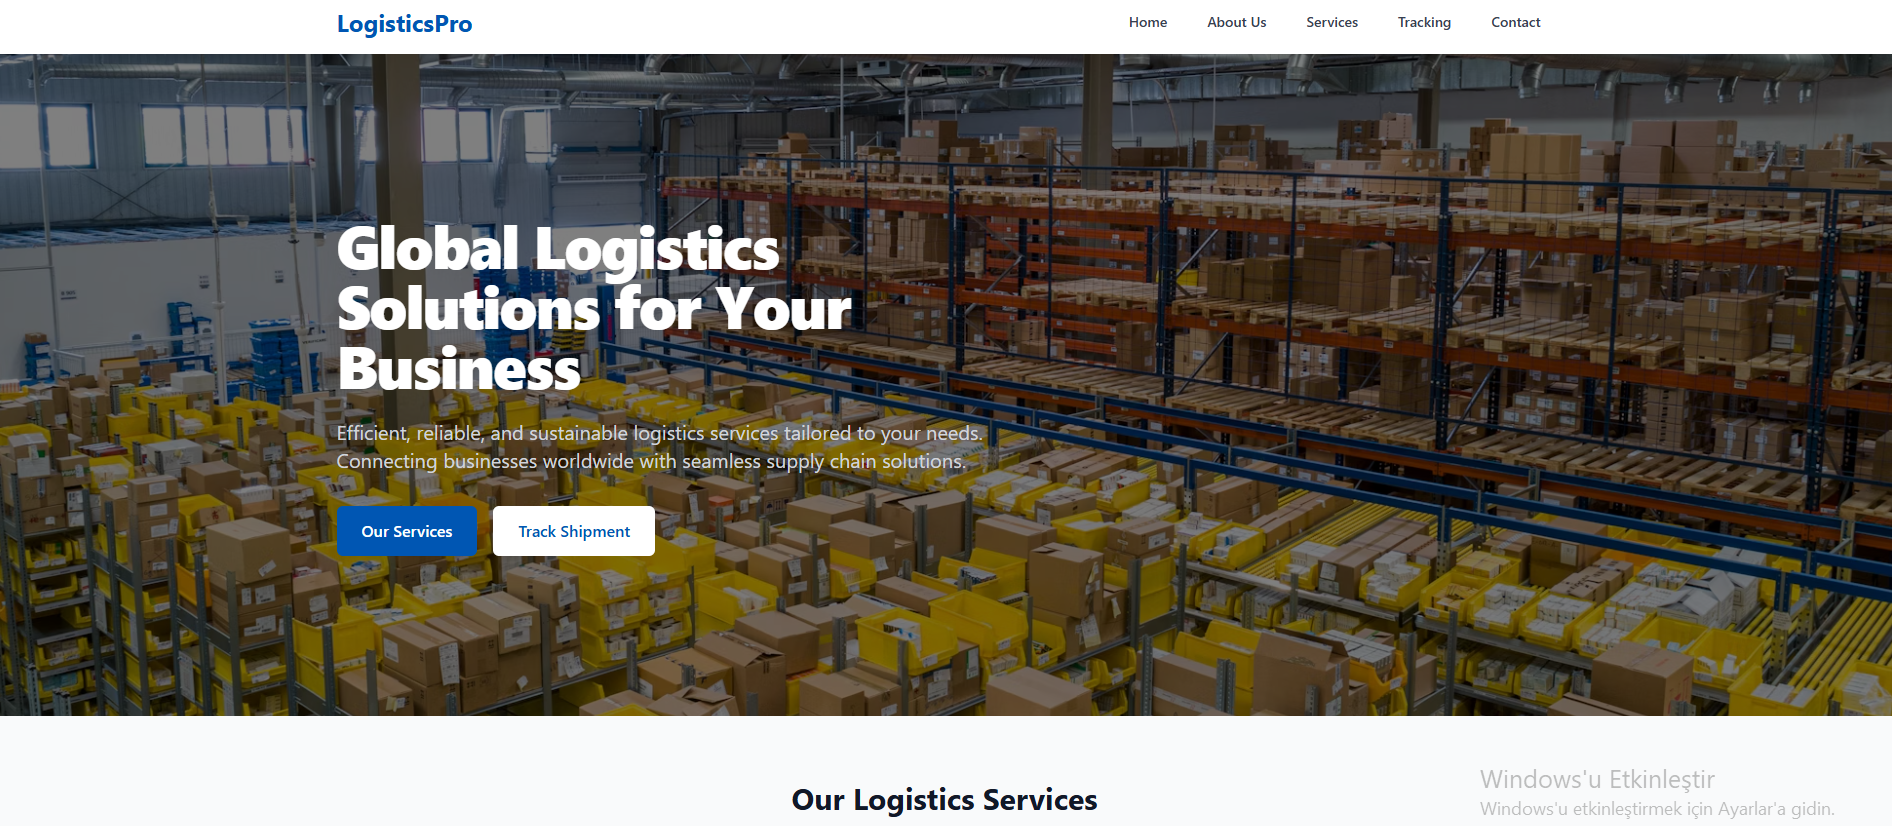 LogisticsPro
Home About Us Services Tracking Contact
Global Logistics
Solutions for Your
Business
Efficient, reliable, and sustainable logistics services tailored to your needs.
Connecting businesses worldwide with seamless supply chain solutions.
Our Services Track Shipment
Our Logistics Services
Windows'u Etkinleştir
Windows'u etkinleştirmek için Ayarlar'a gidin.